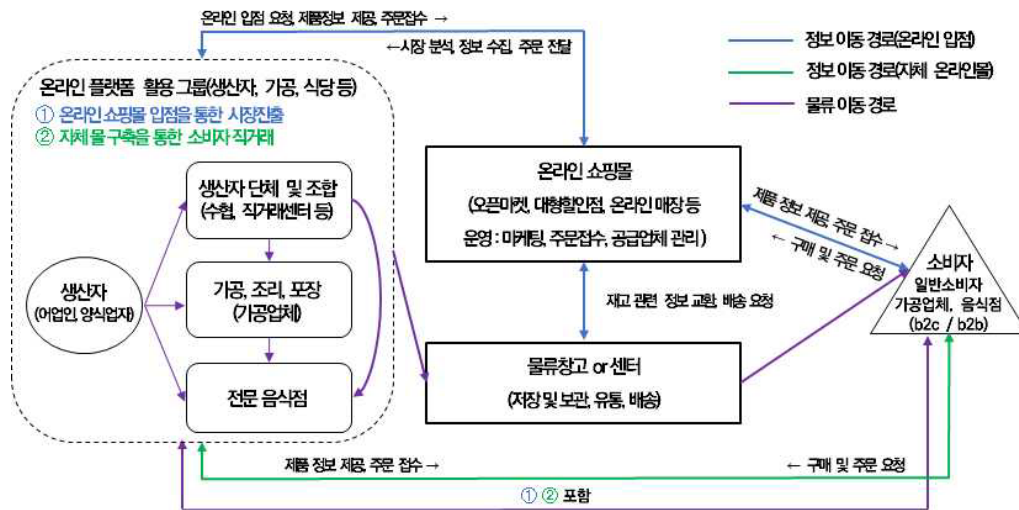 온라인 입점 요청, 제품정보 제공, 주문접수 →
←시장 분석, 정보 수집, 주문 전달
정보 이동 경로(온라인 입점)
정보 이동 경로(자체 온라인몰)
물류 이동 경로
온라인 플랫폼 활용 그룹(생산자, 가공, 식당 등)
① 온라인 쇼핑몰 입점을 통한 시장진출
② 자체 몰 구축을 통한 소비자 직거래
생산자 단체 및 조합
(수협, 직거래센터 등)
생산자
(어업인, 양식업자)
가공, 조리, 포장
(가공업체)
전문 음식점
온라인 쇼핑몰
(오픈마켓, 대형할인점, 온라인 매장 등
운영 : 마케팅, 주문접수, 공급업체 관리 )
재고 관련 정보 교환, 배송 요청
물류창고 or 센터
(저장 및 보관, 유통, 배송)
제품 정보 제공, 주문 접수 →
← 구매 및 주문 요청
소비자
일반소비자
가공업체, 음식점
(b2c / b2b)
제품 정보 제공, 주문 접수 →
← 구매 및 주문 요청
① ② 포함